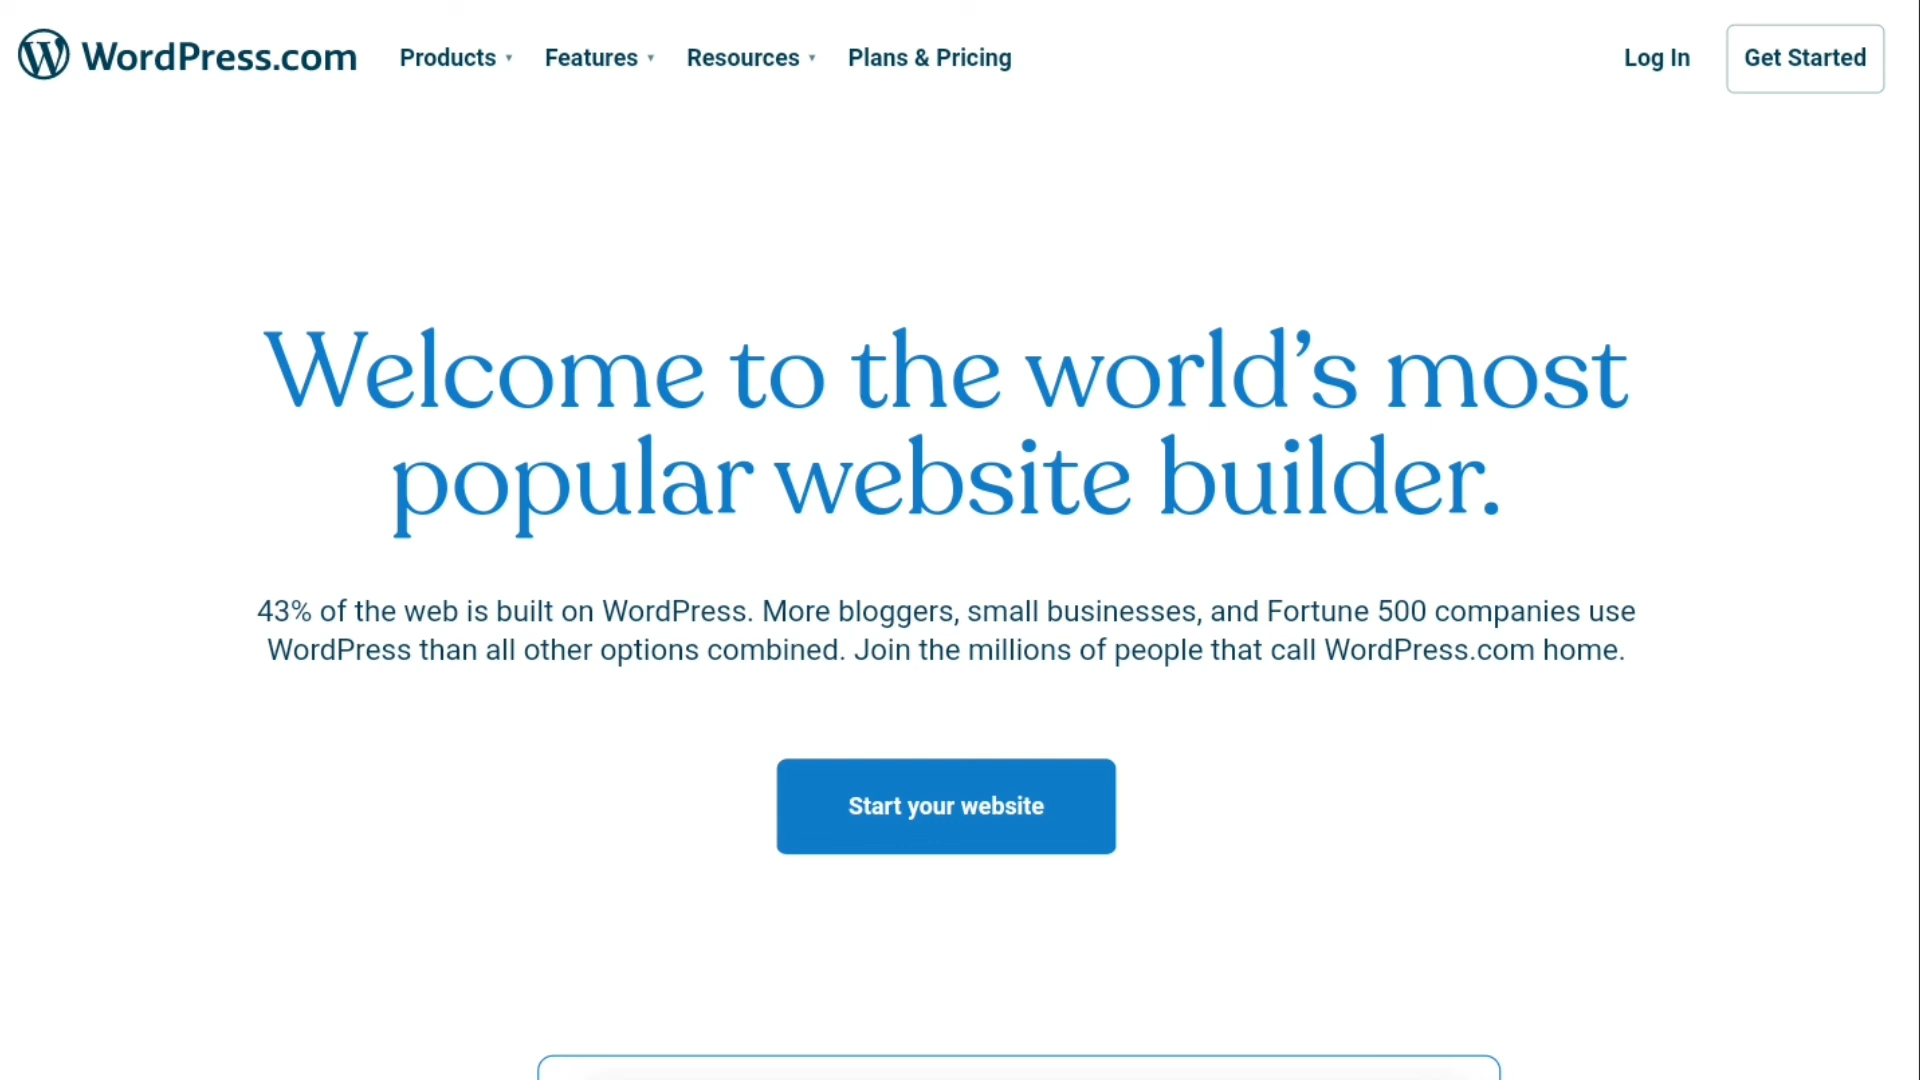 WordPress.com
Products
Features
Resources
Plans & Pricing
Log In
Get Started
Welcome to the world’s most
popular website builder.
43% of the web is built on WordPress. More bloggers, small businesses, and Fortune 500 companies use
WordPress than all other options combined. Join the millions of people that call WordPress.com home.
Start your website